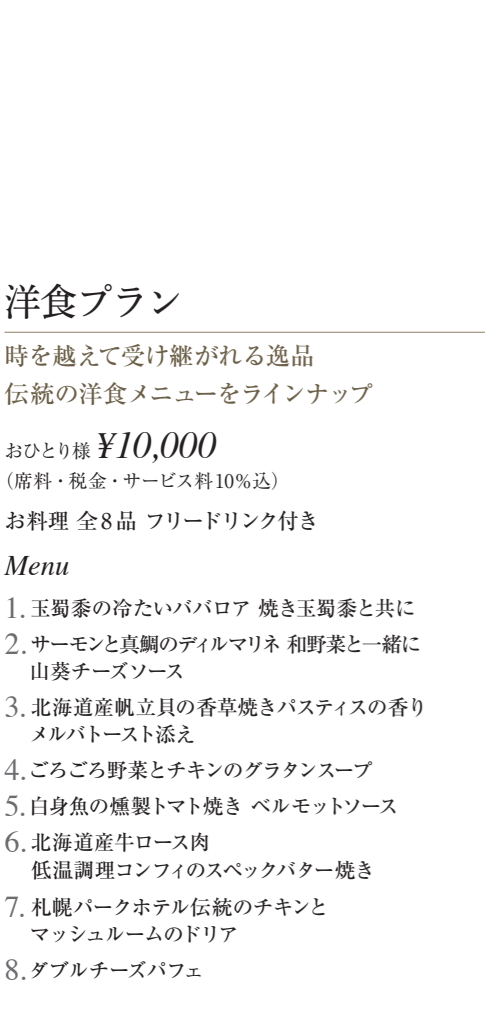 洋食プラン
時を越えて受け継がれる逸品
伝統の洋食メニューをラインナップ
おひとり様 ¥10,000
（席料・税金・サービス料10%込）
お料理 全8品 フリードリンク付き
Menu
1. 玉蜀黍の冷たいババロア 焼き玉蜀黍と共に
2. サーモンと真鯛のディルマリネ 和野菜と一緒に
山葵チーズソース
3. 北海道産帆立貝の香草焼きパスティスの香り
メルバトースト添え
4. ごろごろ野菜とチキンのグラタンスープ
5. 白身魚の燻製トマト焼き ベルモットソース
6. 北海道産牛ロース肉
低温調理コンフィのスペックバター焼き
7. 札幌パークホテル伝統のチキンと
マッシュルームのドリア
8. ダブルチーズパフェ